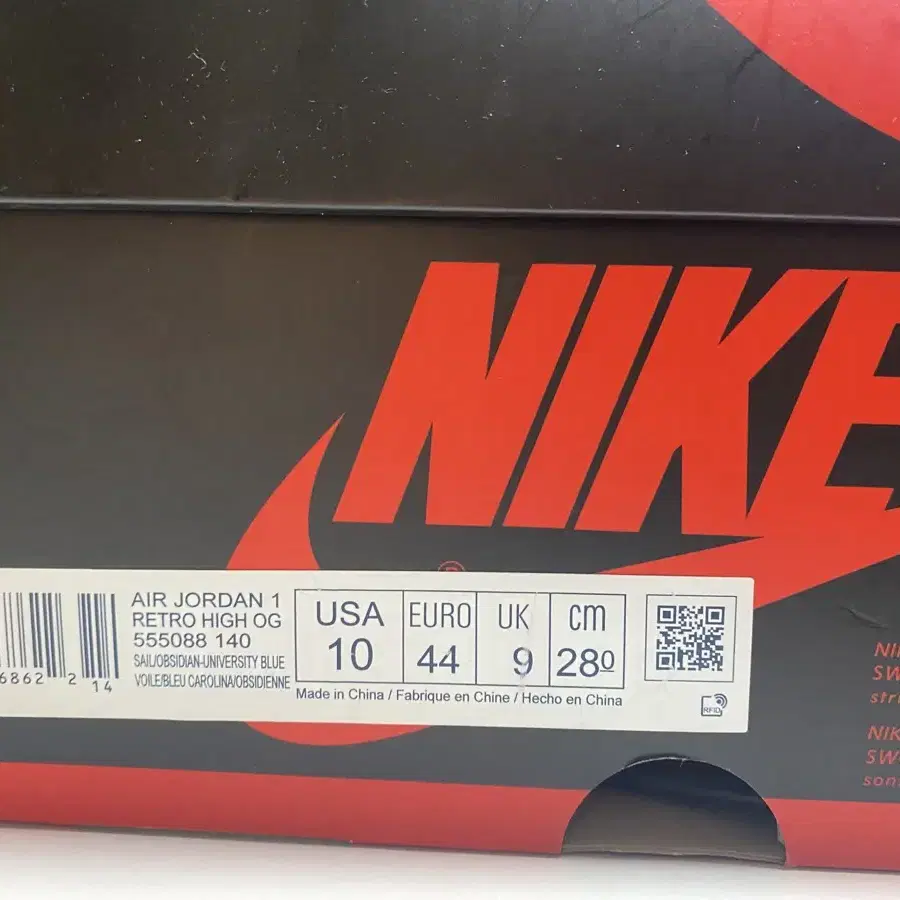 NIKE
®
AIR JORDAN 1
RETRO HIGH OG
555088 140
SAIL/OBSIDIAN-UNIVERSITY BLUE
VOILE/BLEU CAROLINA/OBSIDIENNE
6862 2 14
USA EURO UK cm
10 44 9 28 0
Made in China / Fabrique en Chine / Hecho en China
RFID